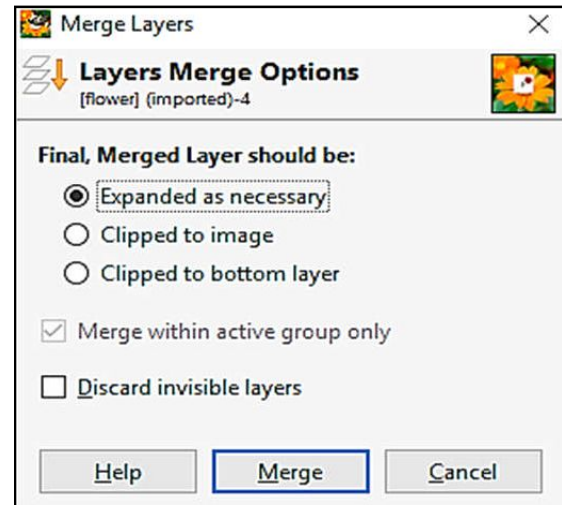 Merge Layers
Layers Merge Options
[flower] (imported)-4
Final, Merged Layer should be:
Expanded as necessary
Clipped to image
Clipped to bottom layer
Merge within active group only
Discard invisible layers
Help Merge Cancel